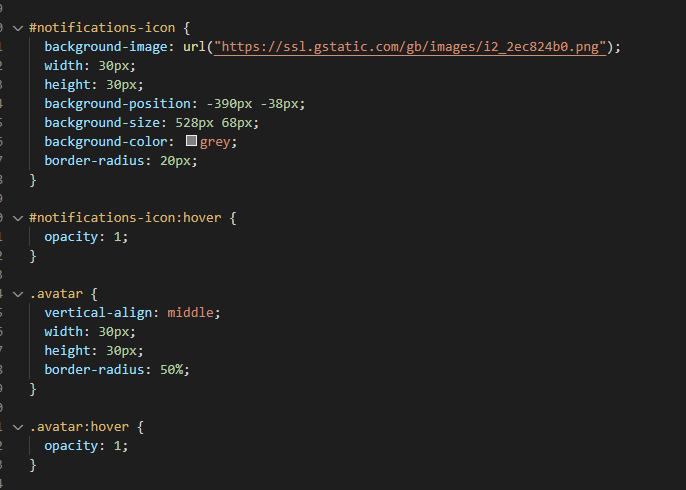 #notifications-icon {
background-image: url("https://ssl.gstatic.com/gb/images/i2_2ec824b0.png");
width: 30px;
height: 30px;
background-position: -390px -38px;
background-size: 528px 68px;
background-color: grey;
border-radius: 20px;
}
#notifications-icon:hover {
opacity: 1;
}
.avatar {
vertical-align: middle;
width: 30px;
height: 30px;
border-radius: 50%;
}
.avatar:hover {
opacity: 1;
}